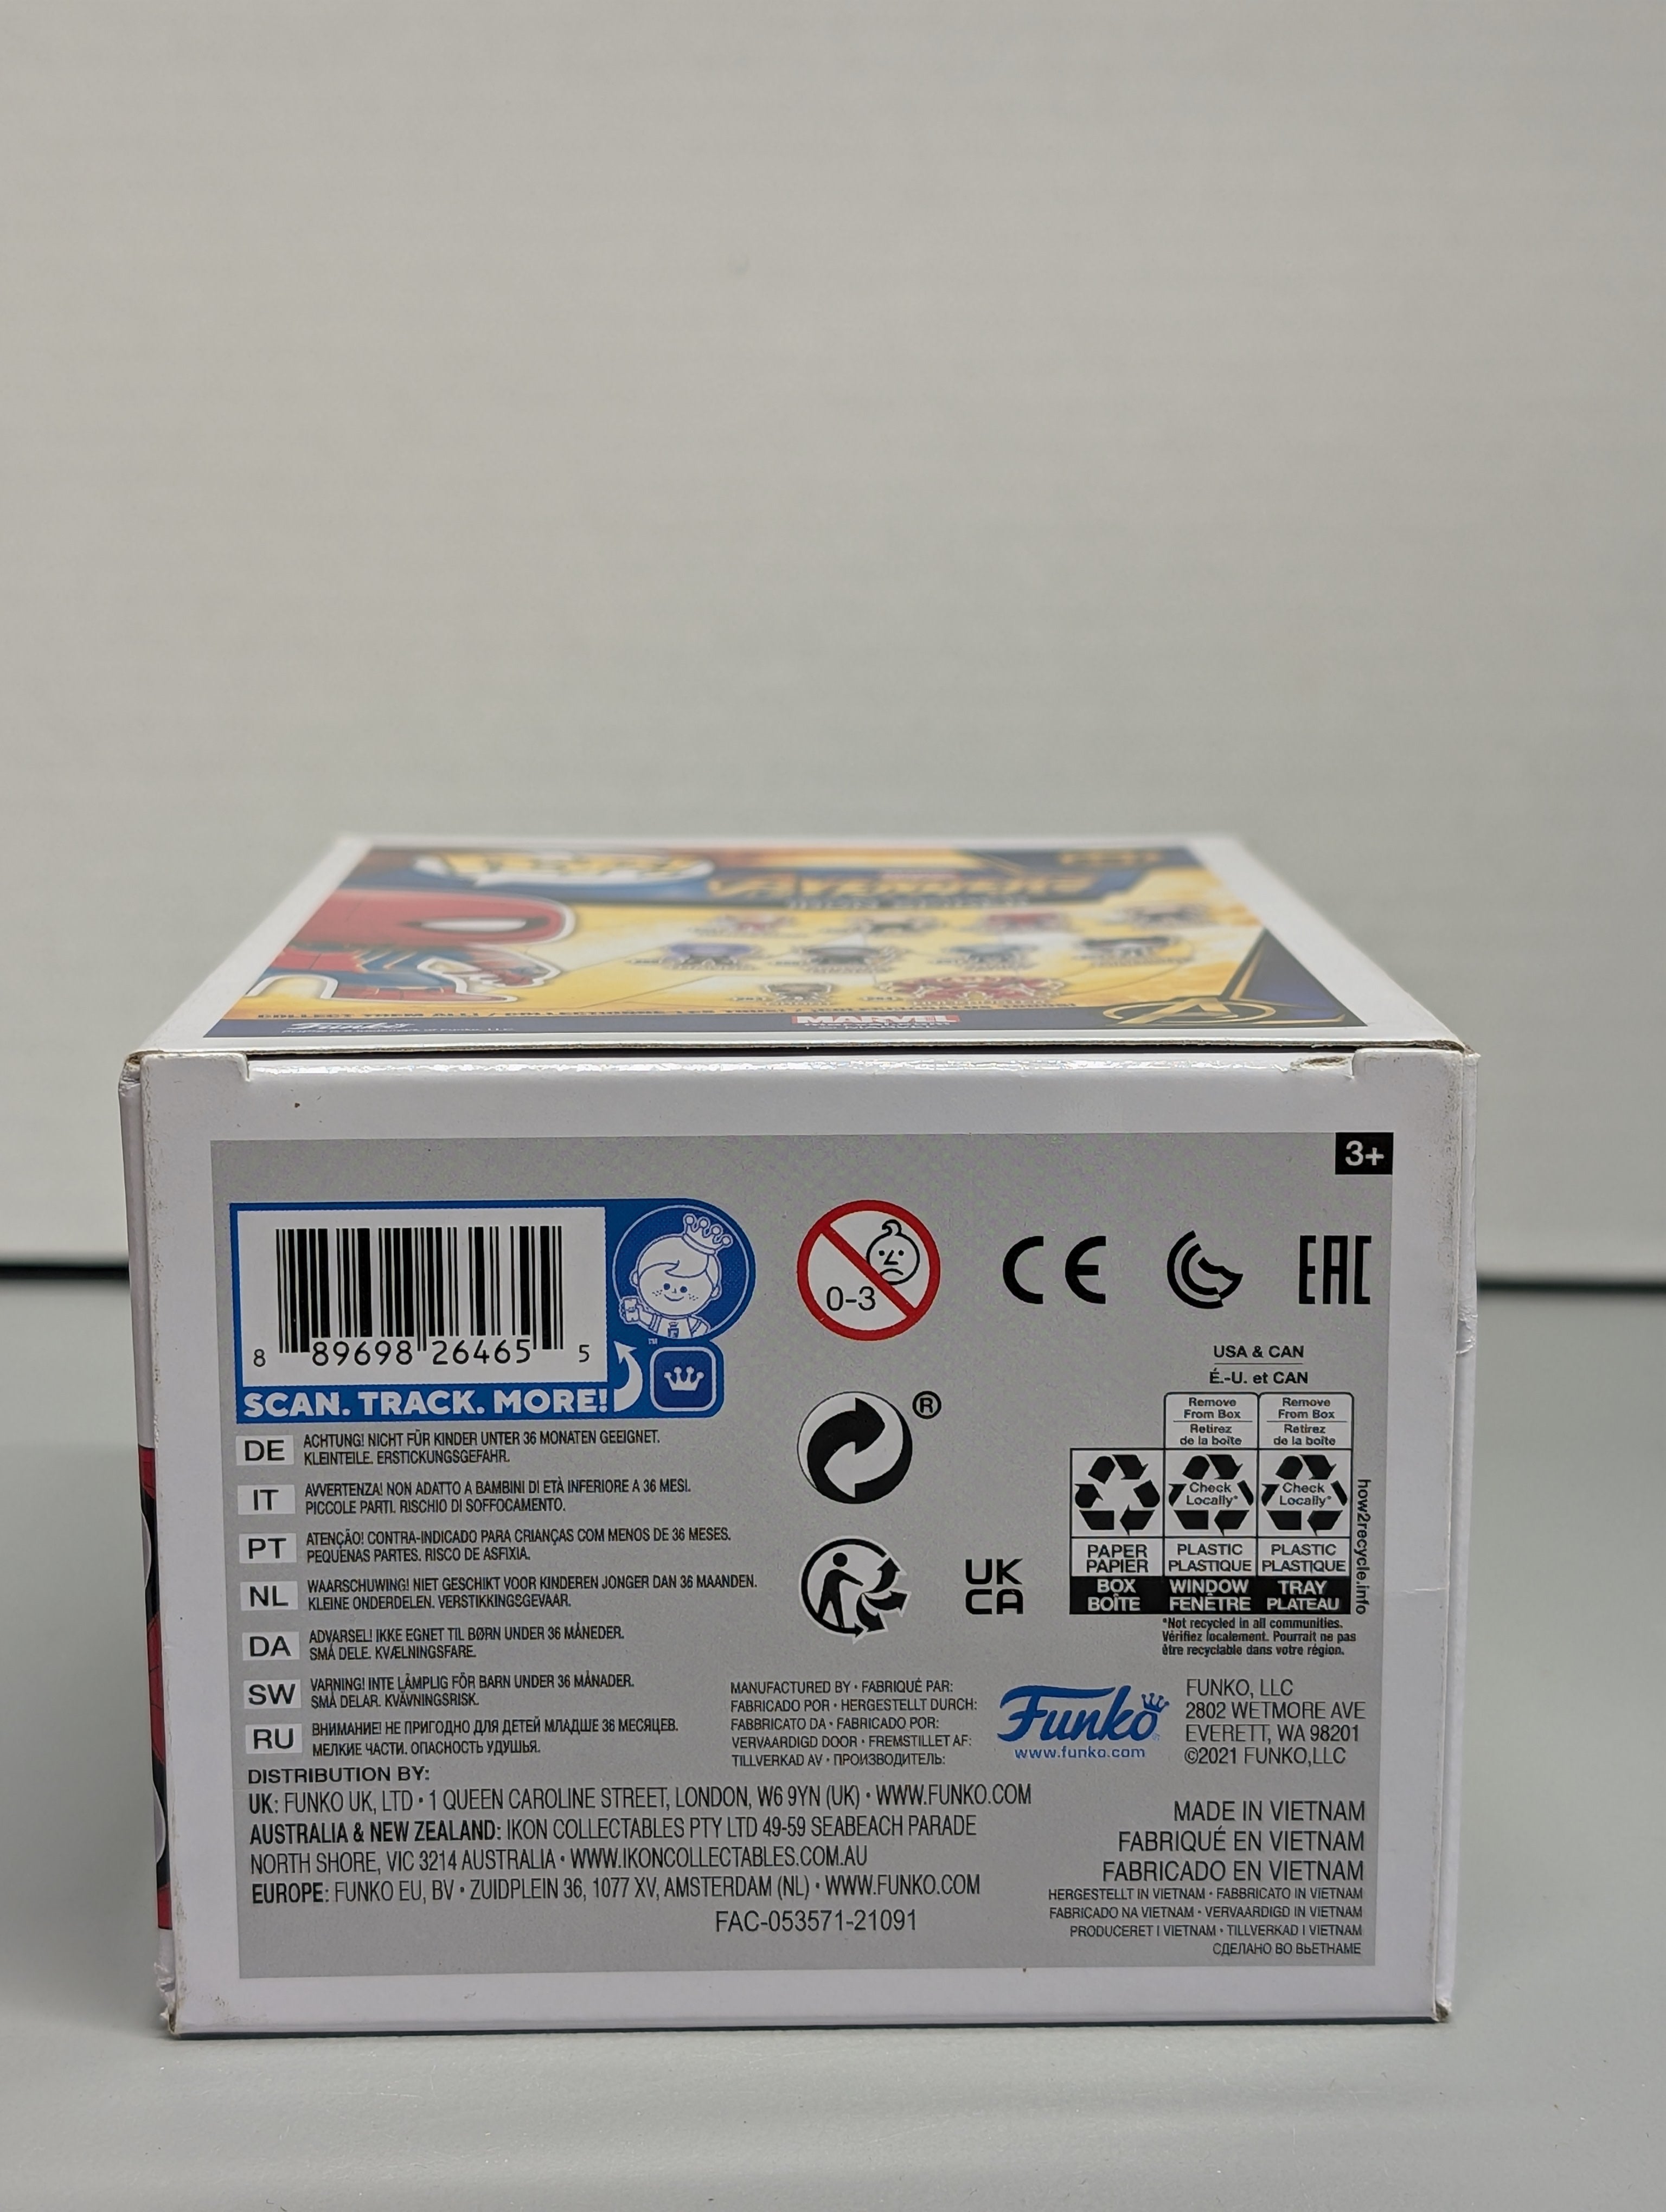 AVENGERS
MARVEL
Funko
3+
8 89698 26465 5
SCAN. TRACK. MORE!
™
0-3
CE
EAC
USA & CAN
É.-U. et CAN
Remove
From Box
Retirez
de la boîte
Remove
From Box
Retirez
de la boîte
Check
Locally*
Check
Locally*
PAPER
PAPIER
PLASTIC
PLASTIQUE
PLASTIC
PLASTIQUE
BOX
BOÎTE
WINDOW
FENÊTRE
TRAY
PLATEAU
how2recycle.info
*Not recycled in all communities.
Vérifiez localement. Pourrait ne pas
être recyclable dans votre région.
®
UK
CA
DE ACHTUNG! NICHT FÜR KINDER UNTER 36 MONATEN GEEIGNET.
KLEINTEILE. ERSTICKUNGSGEFAHR.
IT AVVERTENZA! NON ADATTO A BAMBINI DI ETÀ INFERIORE A 36 MESI.
PICCOLE PARTI. RISCHIO DI SOFFOCAMENTO.
PT ATENÇÃO! CONTRA-INDICADO PARA CRIANÇAS COM MENOS DE 36 MESES.
PEQUENAS PARTES. RISCO DE ASFIXIA.
NL WAARSCHUWING! NIET GESCHIKT VOOR KINDEREN JONGER DAN 36 MAANDEN.
KLEINE ONDERDELEN. VERSTIKKINGSGEVAAR.
DA ADVARSEL! IKKE EGNET TIL BØRN UNDER 36 MÅNEDER.
SMÅ DELE. KVÆLNINGSFARE.
SW VARNING! INTE LÄMPLIG FÖR BARN UNDER 36 MÅNADER.
SMÅ DELAR. KVÄVNINGSRISK.
RU ВНИМАНИЕ! НЕ ПРИГОДНО ДЛЯ ДЕТЕЙ МЛАДШЕ 36 МЕСЯЦЕВ.
МЕЛКИЕ ЧАСТИ. ОПАСНОСТЬ УДУШЬЯ.
MANUFACTURED BY • FABRIQUÉ PAR:
FABRICADO POR • HERGESTELLT DURCH:
FABBRICATO DA • FABRICADO POR:
VERVAARDIGD DOOR • FREMSTILLET AF:
TILLVERKAD AV • ПРОИЗВОДИТЕЛЬ:
Funko
www.funko.com
FUNKO, LLC
2802 WETMORE AVE
EVERETT, WA 98201
©2021 FUNKO,LLC
DISTRIBUTION BY:
UK: FUNKO UK, LTD • 1 QUEEN CAROLINE STREET, LONDON, W6 9YN (UK) • WWW.FUNKO.COM
AUSTRALIA & NEW ZEALAND: IKON COLLECTABLES PTY LTD 49-59 SEABEACH PARADE
NORTH SHORE, VIC 3214 AUSTRALIA • WWW.IKONCOLLECTABLES.COM.AU
EUROPE: FUNKO EU, BV • ZUIDPLEIN 36, 1077 XV, AMSTERDAM (NL) • WWW.FUNKO.COM
FAC-053571-21091
MADE IN VIETNAM
FABRIQUÉ EN VIETNAM
FABRICADO EN VIETNAM
HERGESTELLT IN VIETNAM • FABBRICATO IN VIETNAM
FABRICADO NA VIETNAM • VERVAARDIGD IN VIETNAM
PRODUCERET I VIETNAM • TILLVERKAD I VIETNAM
СДЕЛАНО ВО ВЬЕТНАМЕ